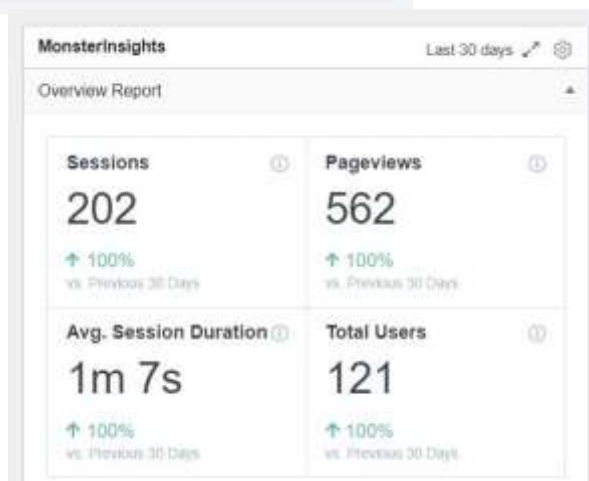 MonsterInsights Last 30 days
Overview Report
Sessions
202
↑ 100%
vs. Previous 30 Days
Pageviews
562
↑ 100%
vs. Previous 30 Days
Avg. Session Duration
1m 7s
↑ 100%
vs. Previous 30 Days
Total Users
121
↑ 100%
vs. Previous 30 Days